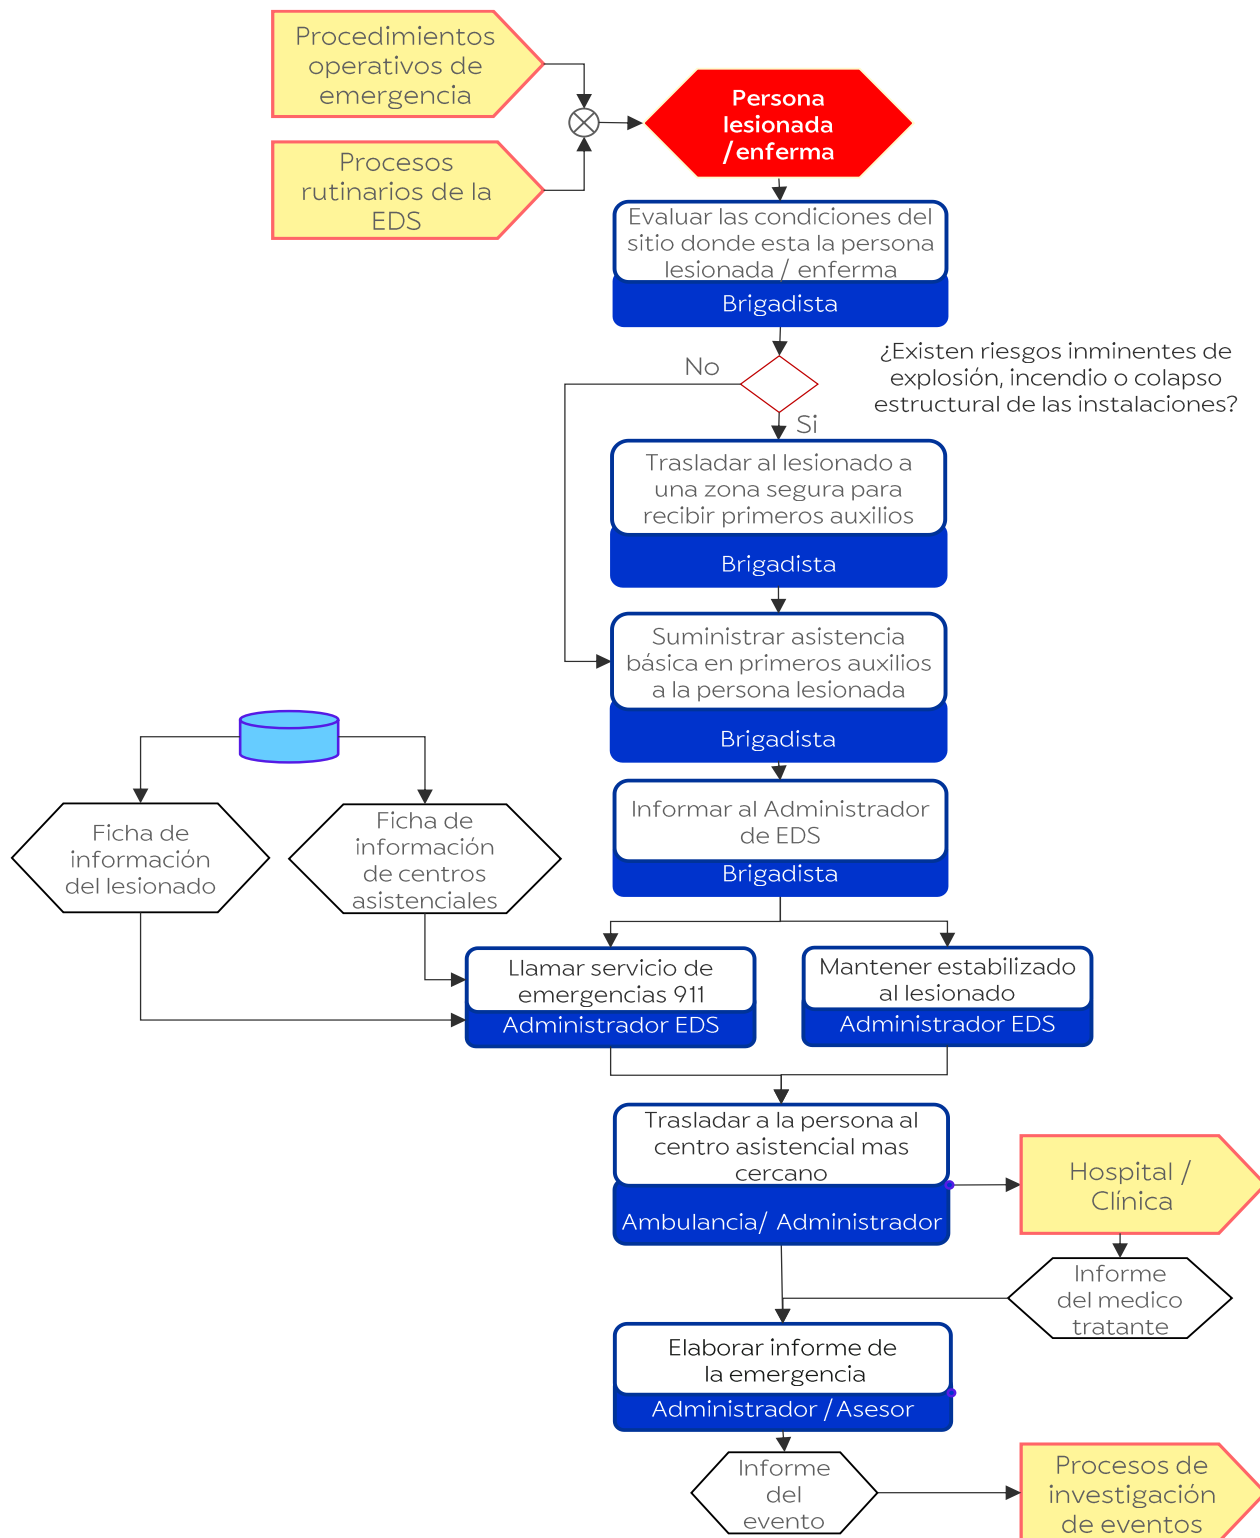 Procedimientos
operativos de
emergencia
Persona
lesionada
/enferma
Procesos
rutinarios de la
EDS
Evaluar las condiciones del
sitio donde esta la persona
lesionada / enferma
Brigadista
No
¿Existen riesgos inminentes de
explosión, incendio o colapso
estructural de las instalaciones?
Si
Trasladar al lesionado a
una zona segura para
recibir primeros auxilios
Brigadista
Suministrar asistencia
básica en primeros auxilios
a la persona lesionada
Brigadista
Informar al Administrador
de EDS
Brigadista
Ficha de
información
del lesionado
Ficha de
información
de centros
asistenciales
Llamar servicio de
emergencias 911
Administrador EDS
Mantener estabilizado
al lesionado
Administrador EDS
Trasladar a la persona al
centro asistencial mas
cercano
Ambulancia/ Administrador
Hospital /
Clínica
Informe
del medico
tratante
Elaborar informe de
la emergencia
Administrador /Asesor
Informe
del
evento
Procesos de
investigación
de eventos